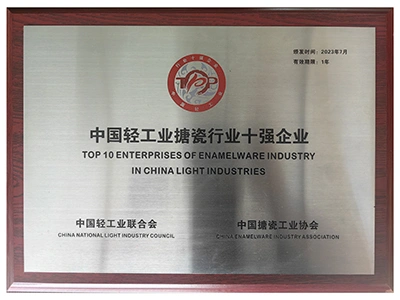 颁发时间:2023年7月
有效期限:1年
TOP
中国轻工业搪瓷行业十强企业
TOP 10 ENTERPRISES OF ENAMELWARE INDUSTRY
IN CHINA LIGHT INDUSTRIES
中国轻工业联合会
CHINA NATIONAL LIGHT INDUSTRY COUNCIL
中国搪瓷工业协会
CHINA ENAMELWARE INDUSTRY ASSOCIATION